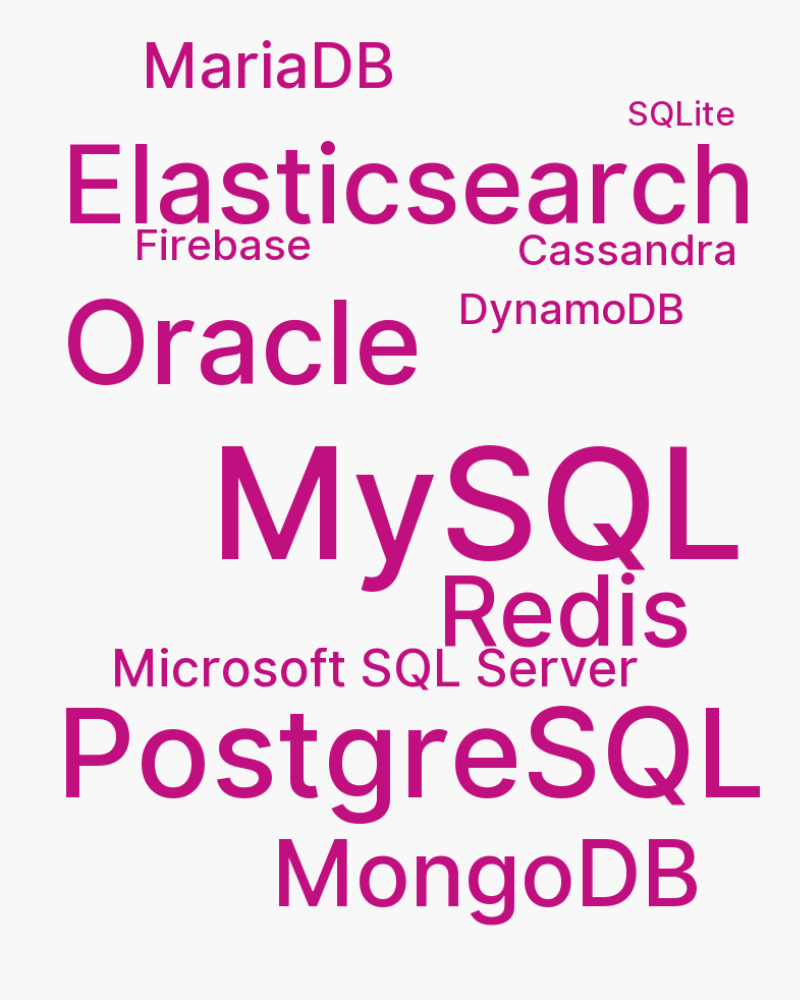 MariaDB
SQLite
Elasticsearch
Firebase
Cassandra
DynamoDB
Oracle
MySQL
Redis
Microsoft SQL Server
PostgreSQL
MongoDB